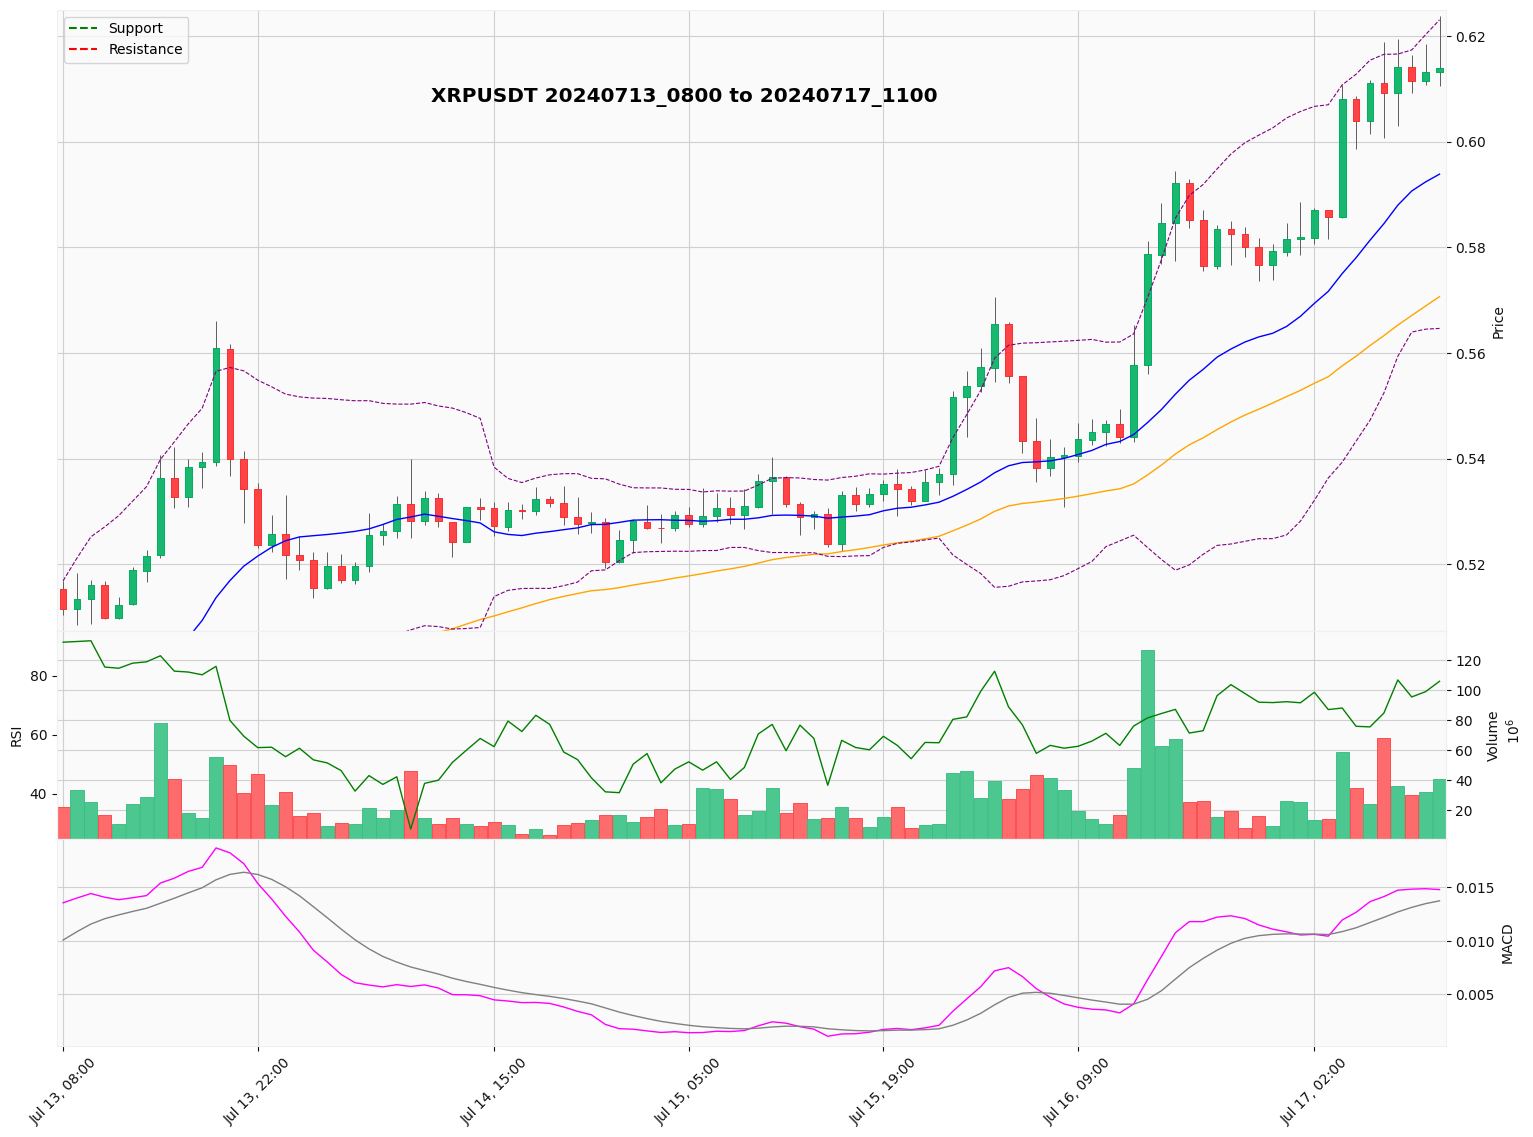 Support
Resistance
XRPUSDT 20240713_0800 to 20240717_1100
0.62
0.60
0.58
0.56
0.54
0.52
Price
80
60
40
RSI
120
100
80
60
40
20
Volume
10^6
0.015
0.010
0.005
MACD
Jul 13, 08:00
Jul 13, 22:00
Jul 14, 15:00
Jul 15, 05:00
Jul 15, 19:00
Jul 16, 09:00
Jul 17, 02:00